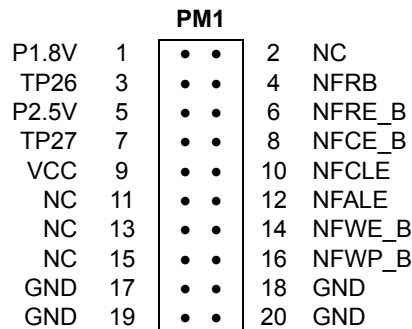 PM1
P1.8V 1 2 NC
TP26 3 4 NFRB
P2.5V 5 6 NFRE_B
TP27 7 8 NFCE_B
VCC 9 10 NFCLE
NC 11 12 NFALE
NC 13 14 NFWE_B
NC 15 16 NFWP_B
GND 17 18 GND
GND 19 20 GND